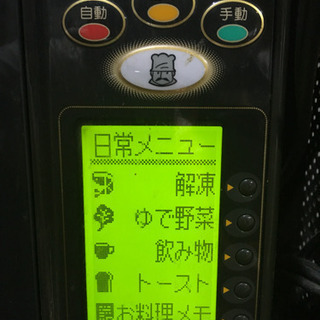 自動
手動
日常メニュー
解凍
ゆで野菜
飲み物
トースト
お料理メモ